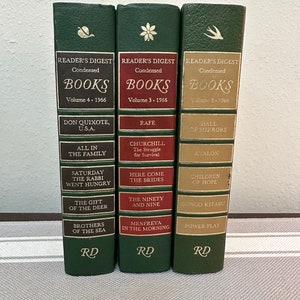 READER'S DIGEST
Condensed
BOOKS
Volume 4 • 1966
DON QUIXOTE,
U.S.A.
ALL IN
THE FAMILY
SATURDAY
THE RABBI
WENT HUNGRY
THE GIFT
OF THE DEER
BROTHERS
OF THE SEA
RD
READER'S DIGEST
Condensed
BOOKS
Volume 3 • 1966
RAFE
CHURCHILL
The Struggle
for Survival
HERE COME
THE BRIDES
THE NINETY
AND NINE
MENFREYA
IN THE MORNING
RD
READER'S DIGEST
Condensed
BOOKS
HALL
OF MIRRORS
AVALON
CHILDREN
OF HOPE
CONGO KITABU
POWER PLAY
RD